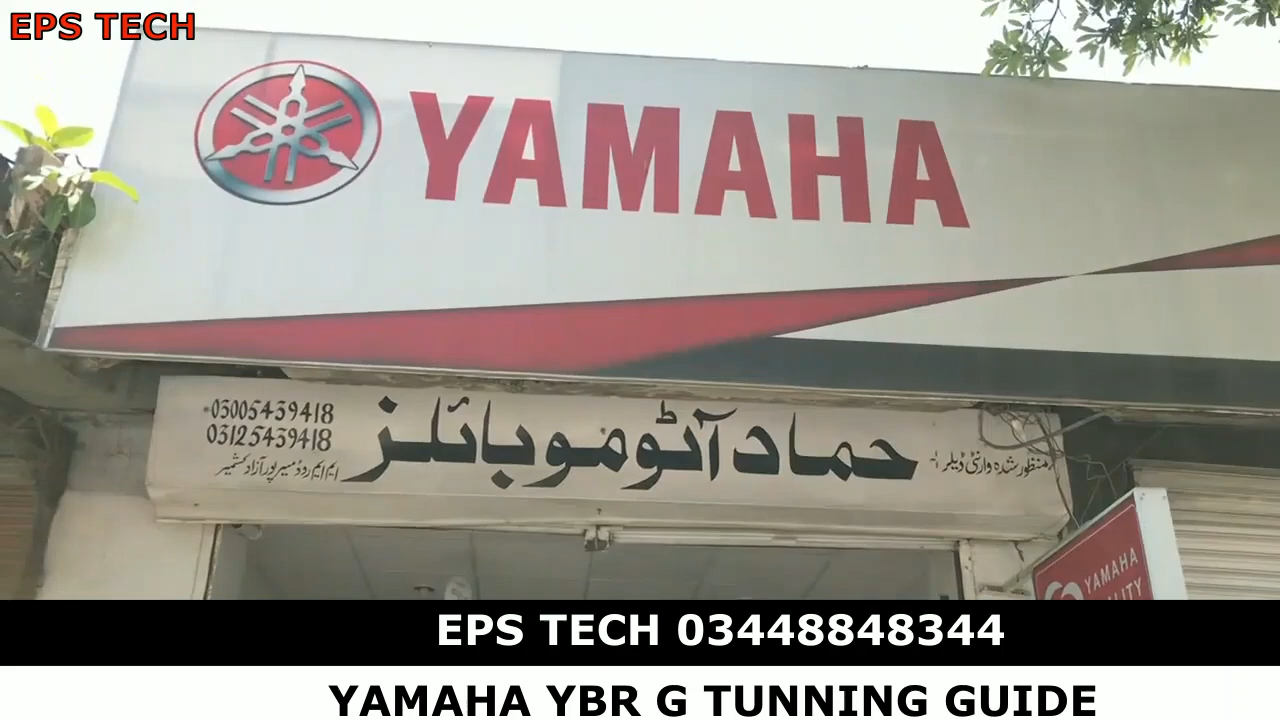 EPS TECH
YAMAHA
03005439418
03125439418
حماد آٹوموبائلز
منظور شدہ وارنٹی ڈیلر
ایم ایم روڈ میرپور آزاد کشمیر
YAMAHA
EPS TECH 03448848344
YAMAHA YBR G TUNNING GUIDE